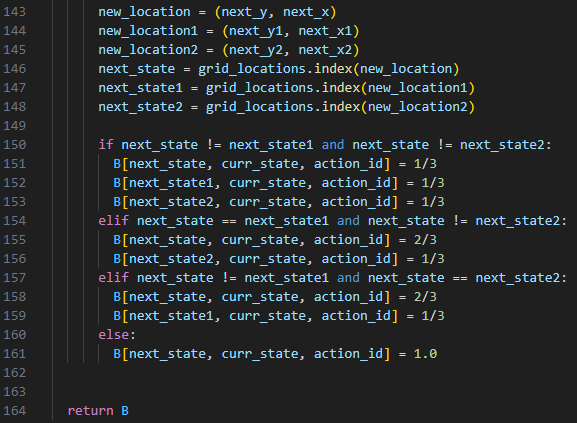 143 new_location = (next_y, next_x)
144 new_location1 = (next_y1, next_x1)
145 new_location2 = (next_y2, next_x2)
146 next_state = grid_locations.index(new_location)
147 next_state1 = grid_locations.index(new_location1)
148 next_state2 = grid_locations.index(new_location2)
149
150 if next_state != next_state1 and next_state != next_state2:
151 B[next_state, curr_state, action_id] = 1/3
152 B[next_state1, curr_state, action_id] = 1/3
153 B[next_state2, curr_state, action_id] = 1/3
154 elif next_state == next_state1 and next_state != next_state2:
155 B[next_state, curr_state, action_id] = 2/3
156 B[next_state2, curr_state, action_id] = 1/3
157 elif next_state != next_state1 and next_state == next_state2:
158 B[next_state, curr_state, action_id] = 2/3
159 B[next_state1, curr_state, action_id] = 1/3
160 else:
161 B[next_state, curr_state, action_id] = 1.0
162
163
164 return B